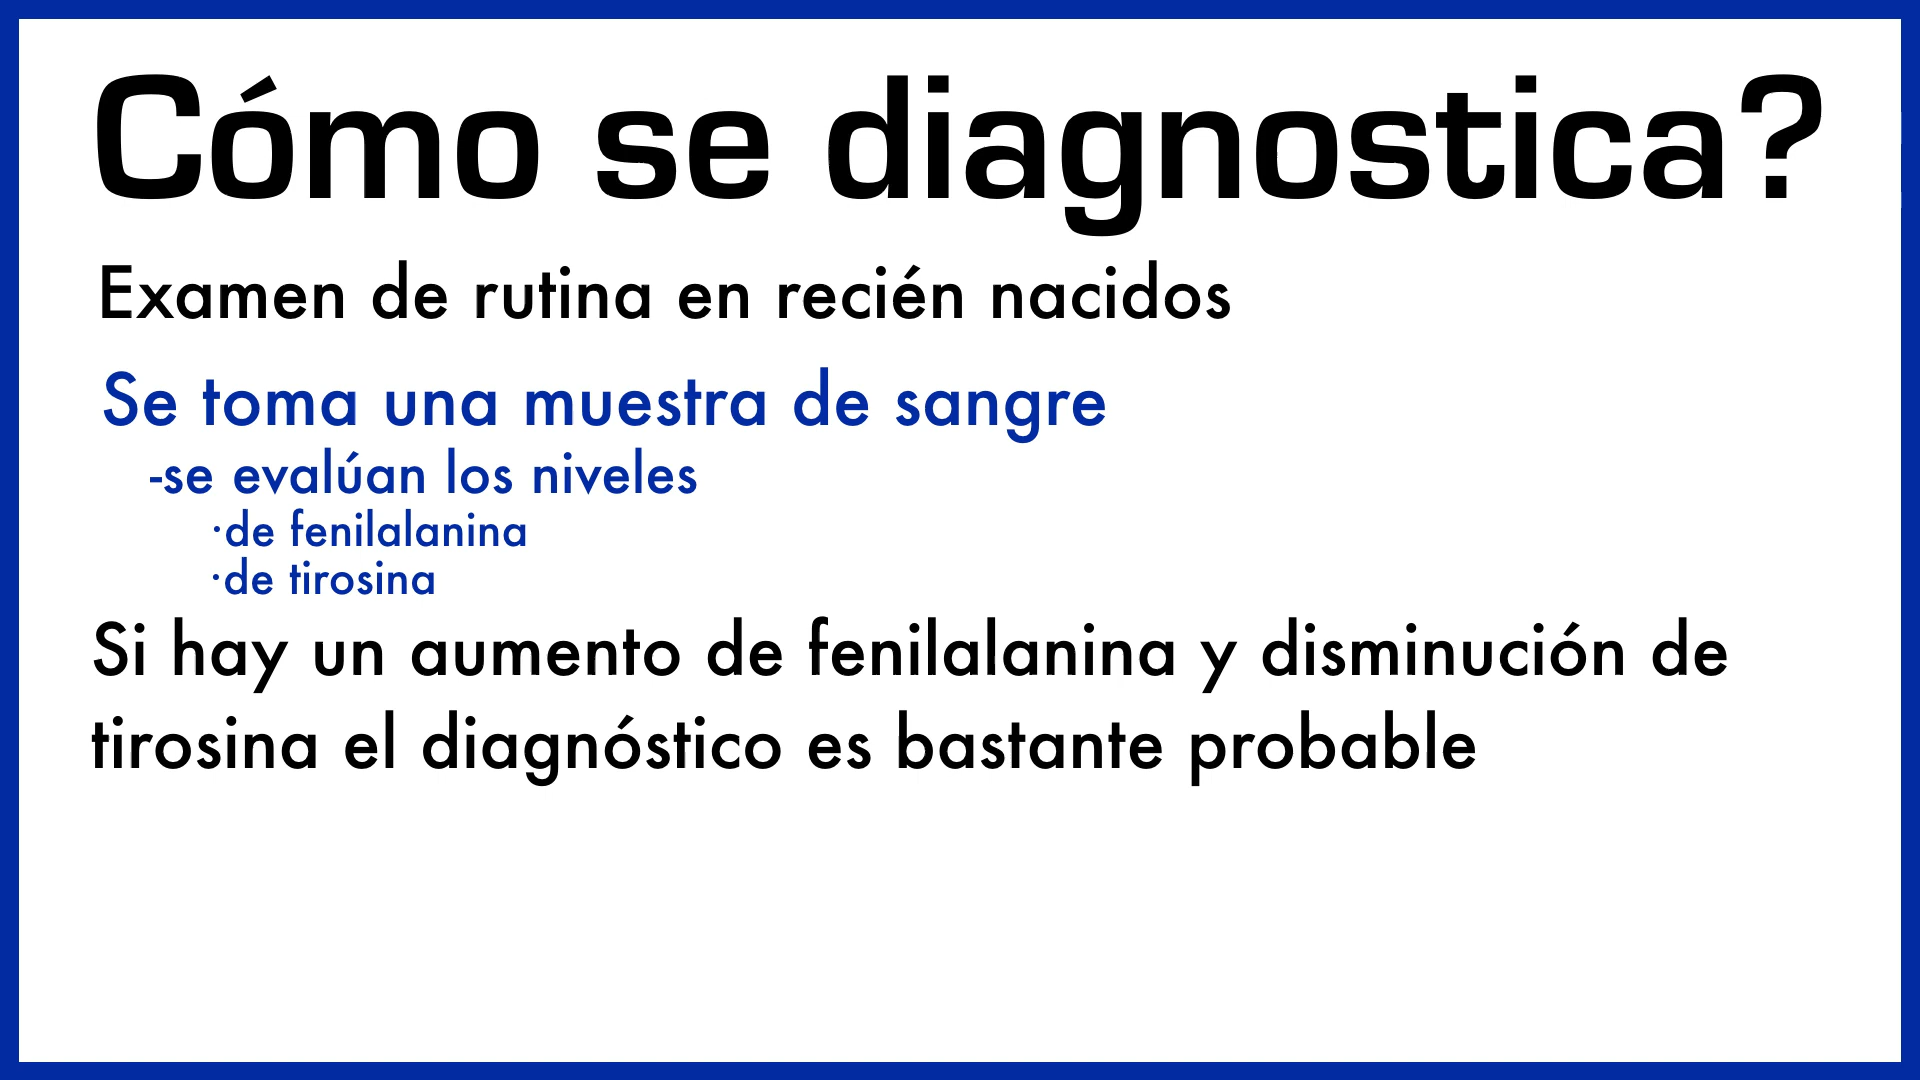 Cómo se diagnostica?
Examen de rutina en recién nacidos
Se toma una muestra de sangre
-se evalúan los niveles
·de fenilalanina
·de tirosina
Si hay un aumento de fenilalanina y disminución de
tirosina el diagnóstico es bastante probable